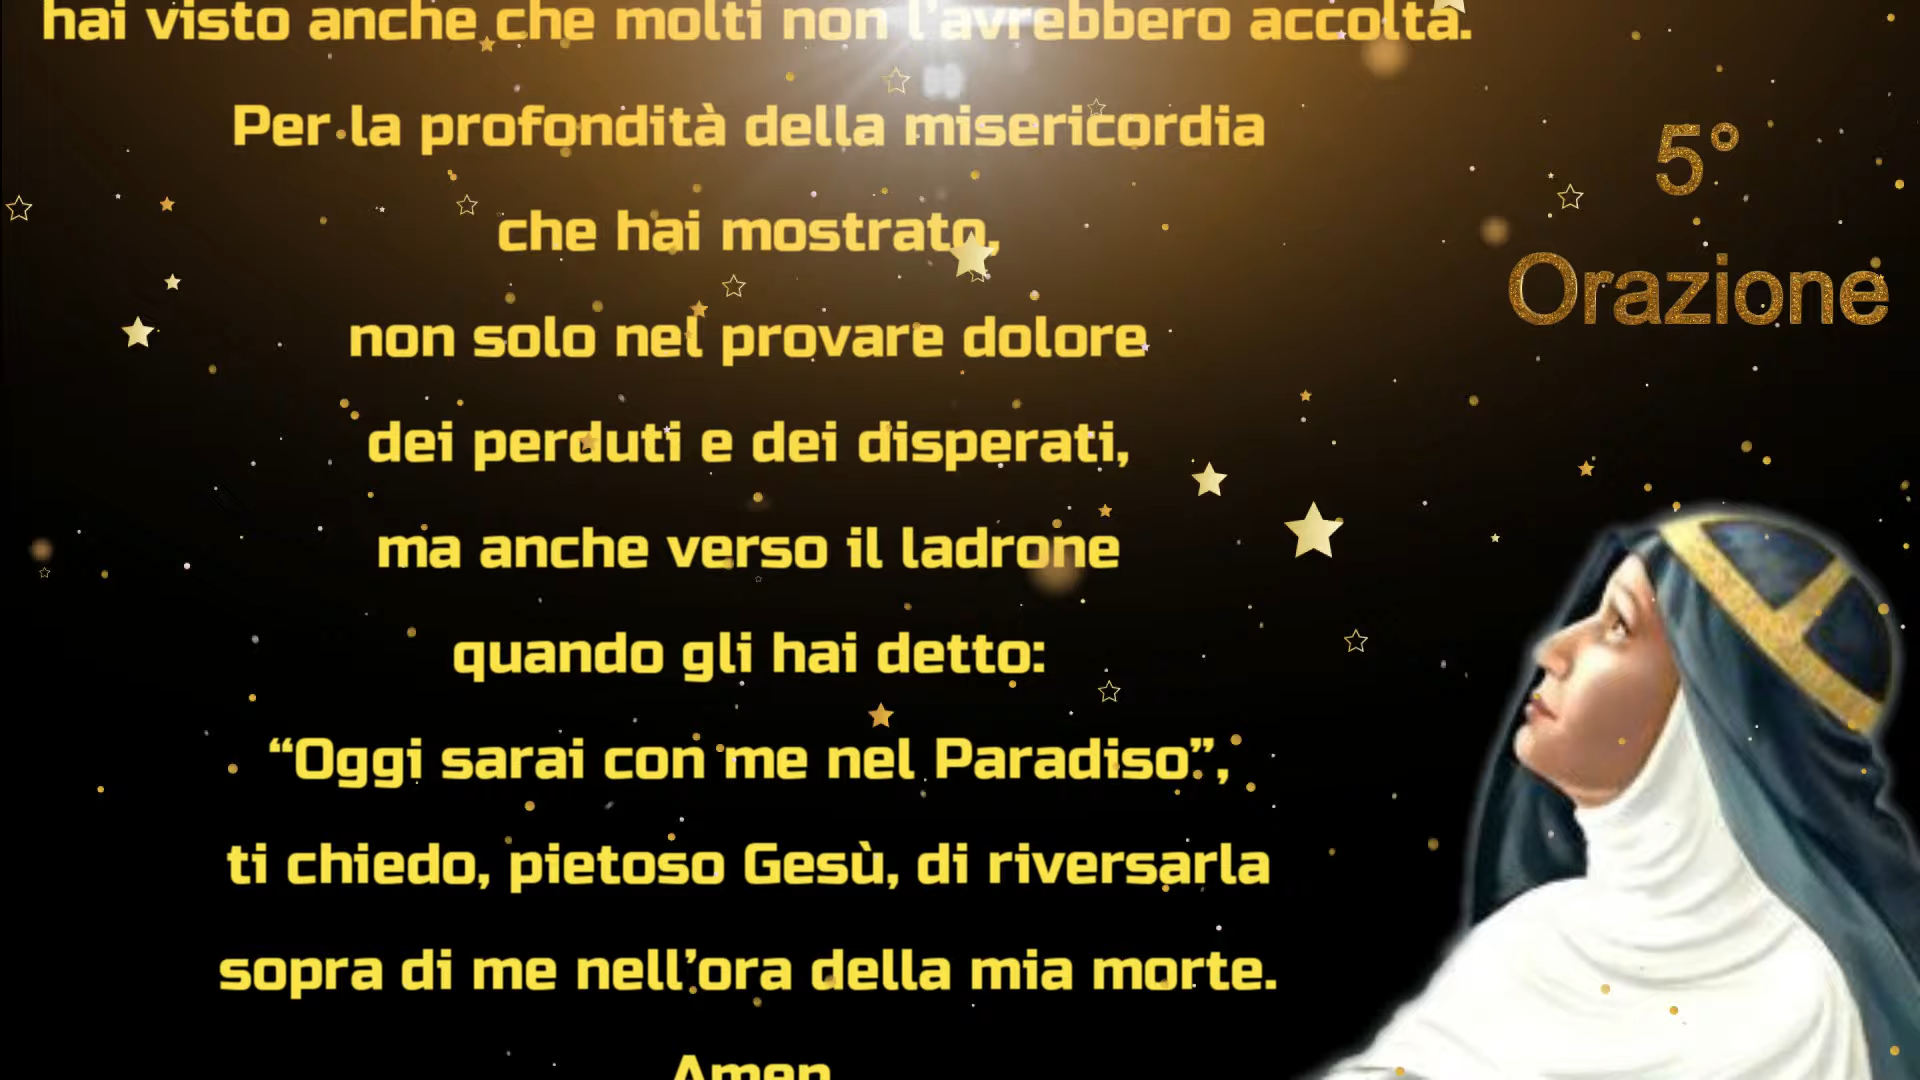 hai visto anche che molti non l’avrebbero accolta.
Per la profondità della misericordia
che hai mostrato,
non solo nel provare dolore
dei perduti e dei disperati,
ma anche verso il ladrone
quando gli hai detto:
“Oggi sarai con me nel Paradiso”,
ti chiedo, pietoso Gesù, di riversarla
sopra di me nell’ora della mia morte.
Amen
5°
Orazione